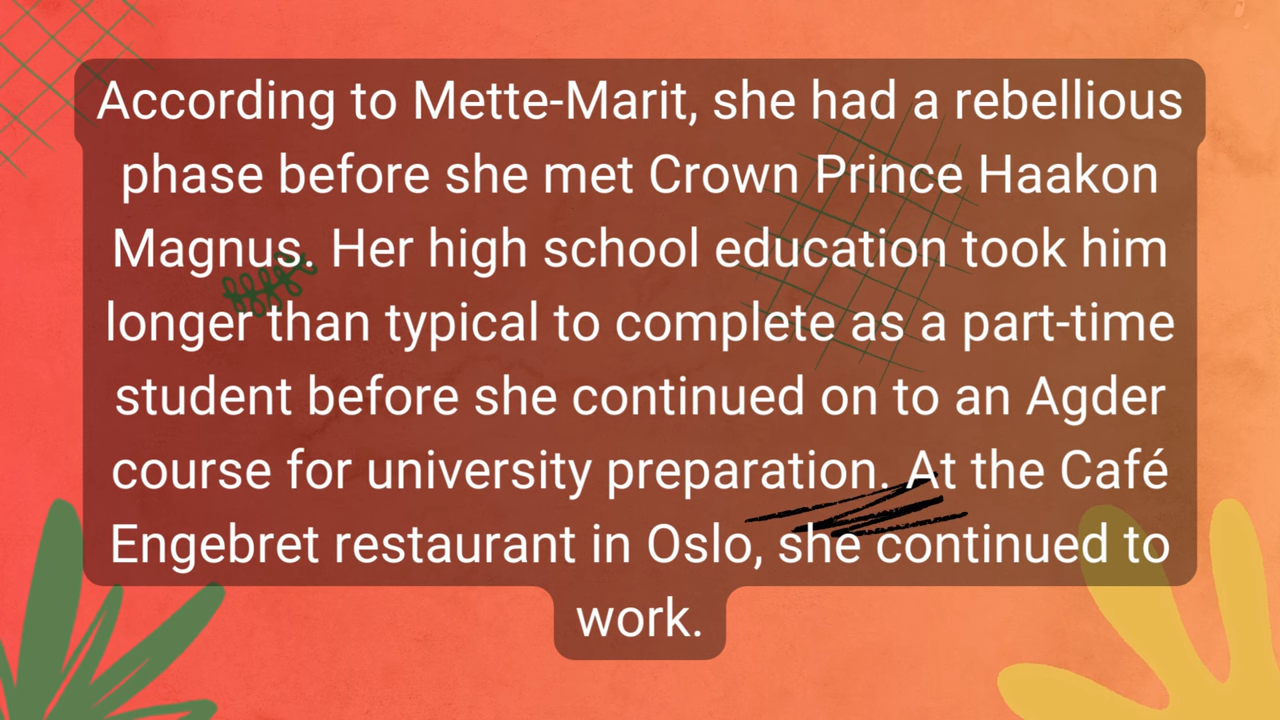 According to Mette-Marit, she had a rebellious
phase before she met Crown Prince Haakon
Magnus. Her high school education took him
longer than typical to complete as a part-time
student before she continued on to an Agder
course for university preparation. At the Café
Engebret restaurant in Oslo, she continued to
work.